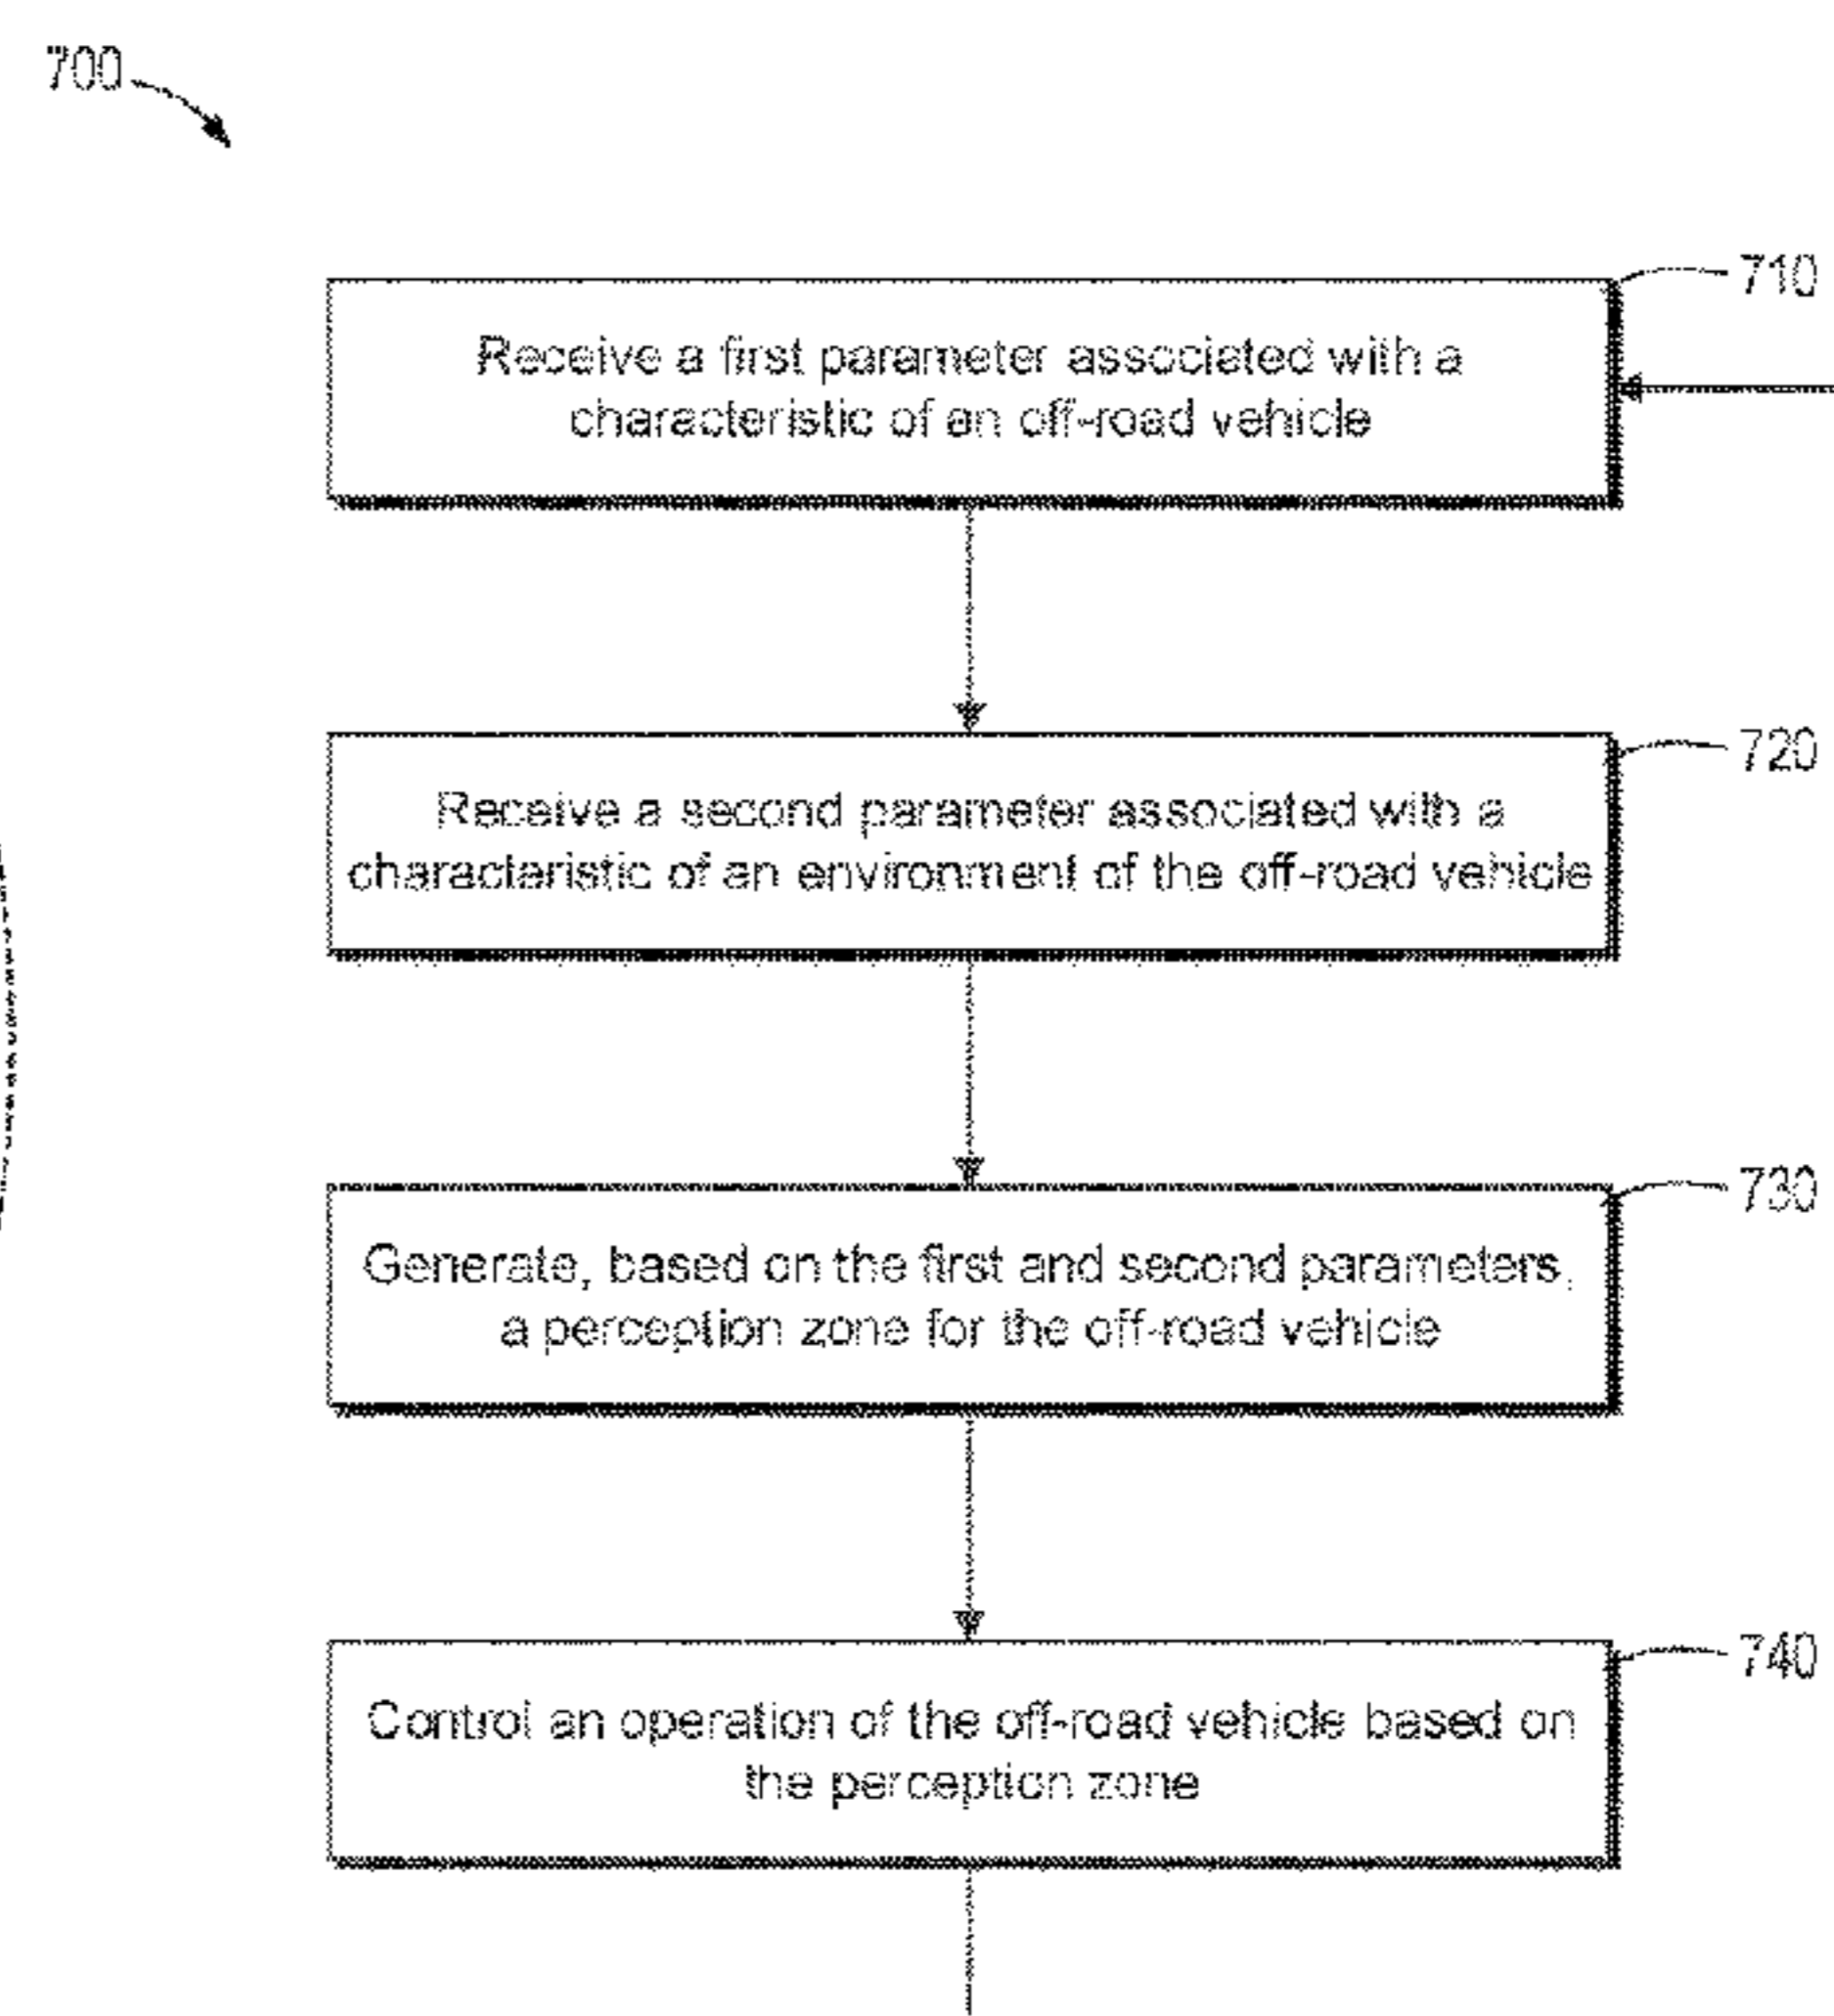 700
710
Receive a first parameter associated with a
characteristic of an off-road vehicle
720
Receive a second parameter associated with a
characteristic of an environment of the off-road vehicle
730
Generate, based on the first and second parameters,
a perception zone for the off-road vehicle
740
Control an operation of the off-road vehicle based on
the perception zone